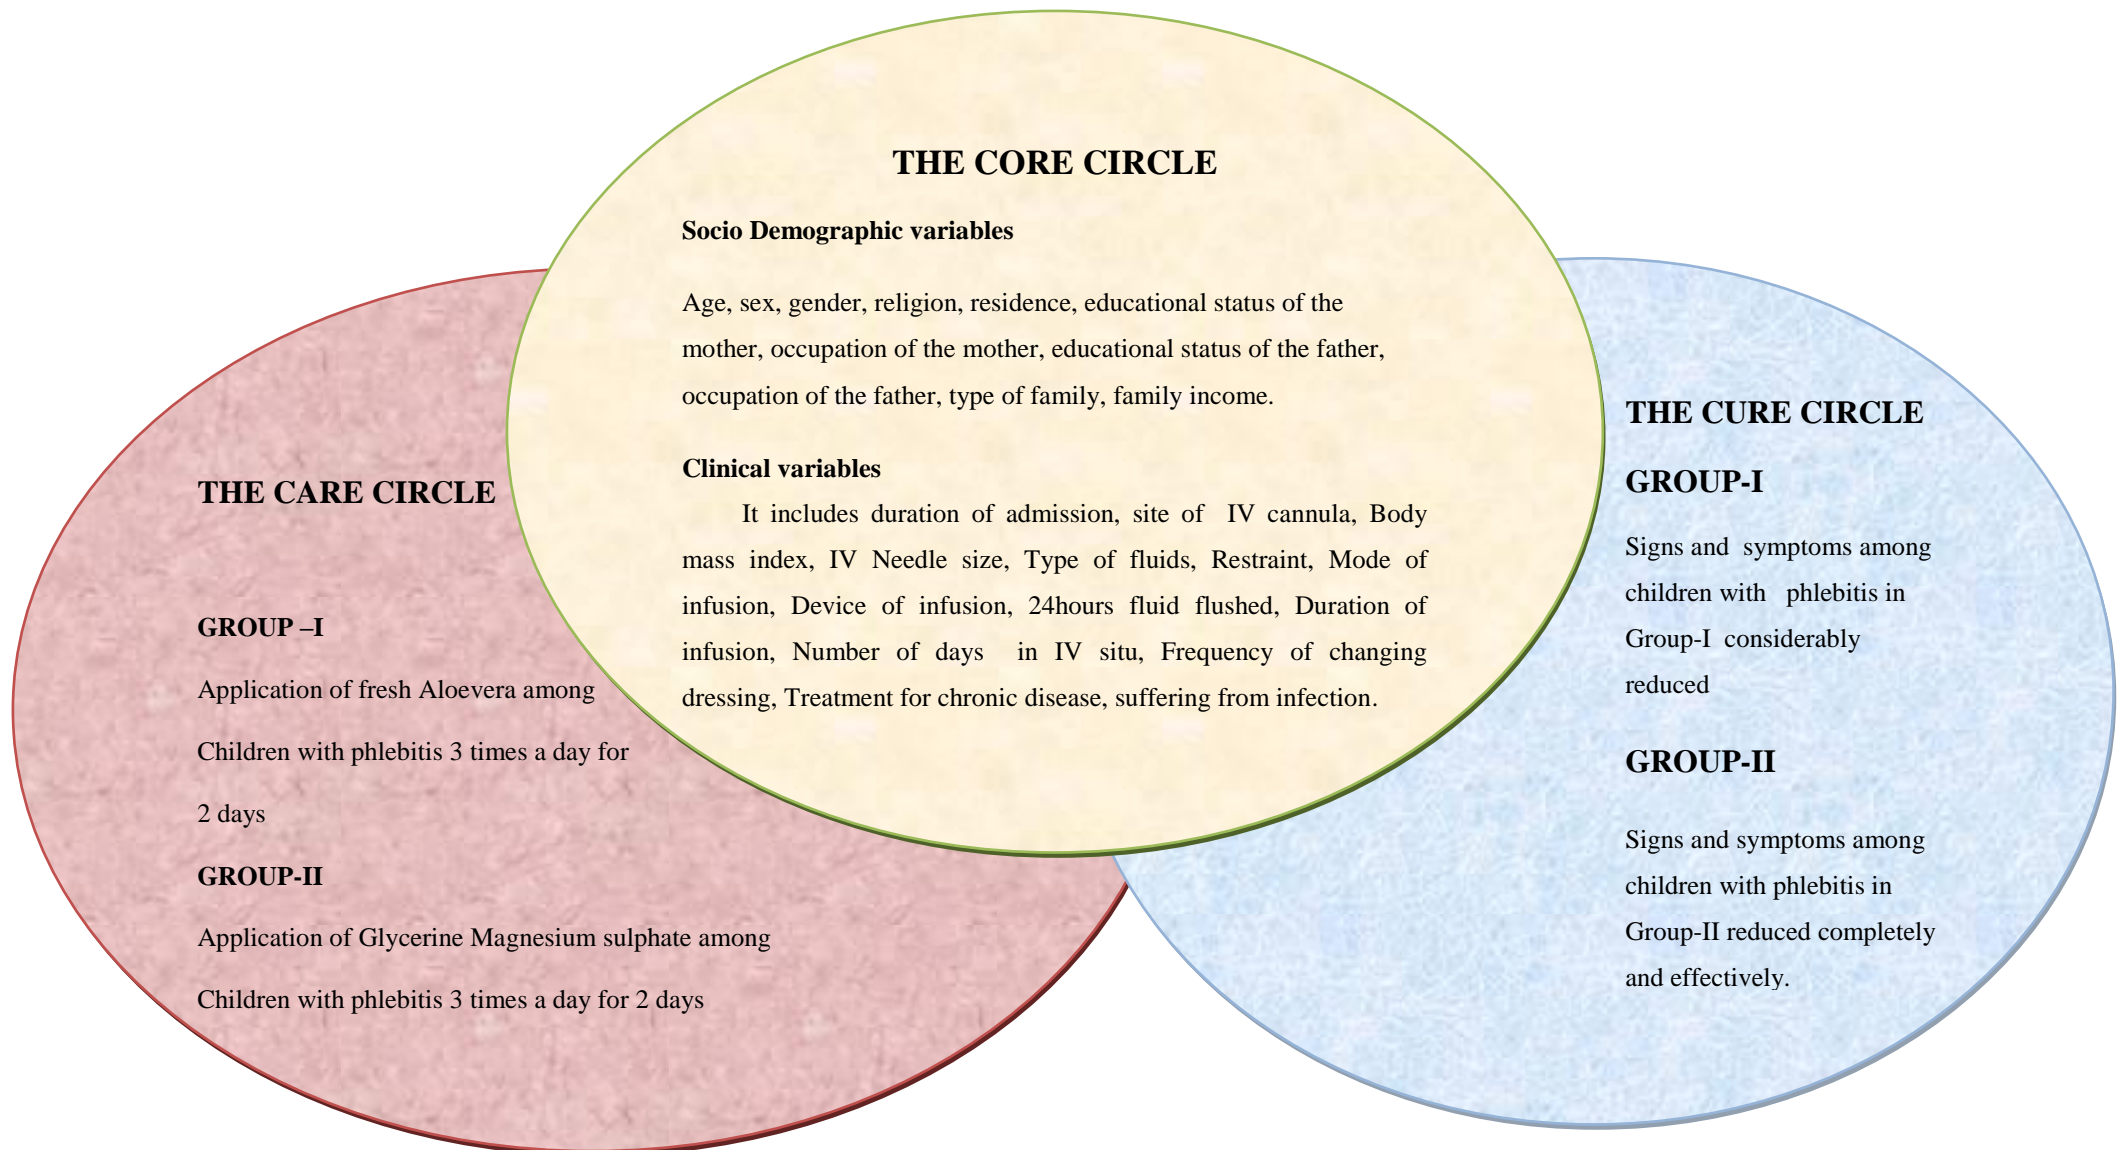 THE CORE CIRCLE
Socio Demographic variables
Age, sex, gender, religion, residence, educational status of the
mother, occupation of the mother, educational status of the father,
occupation of the father, type of family, family income.
Clinical variables
It includes duration of admission, site of IV cannula, Body
mass index, IV Needle size, Type of fluids, Restraint, Mode of
infusion, Device of infusion, 24hours fluid flushed, Duration of
infusion, Number of days in IV situ, Frequency of changing
dressing, Treatment for chronic disease, suffering from infection.
THE CARE CIRCLE
GROUP –I
Application of fresh Aloevera among
Children with phlebitis 3 times a day for
2 days
GROUP-II
Application of Glycerine Magnesium sulphate among
Children with phlebitis 3 times a day for 2 days
THE CURE CIRCLE
GROUP-I
Signs and symptoms among
children with phlebitis in
Group-I considerably
reduced
GROUP-II
Signs and symptoms among
children with phlebitis in
Group-II reduced completely
and effectively.